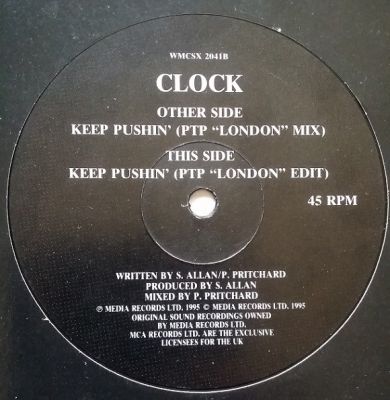 WMCSX 2041B
CLOCK
OTHER SIDE
KEEP PUSHIN' (PTP "LONDON" MIX)
THIS SIDE
KEEP PUSHIN' (PTP "LONDON" EDIT)
45 RPM
WRITTEN BY S. ALLAN/P. PRITCHARD
PRODUCED BY S. ALLAN
MIXED BY P. PRITCHARD
℗ MEDIA RECORDS LTD. 1995 © MEDIA RECORDS LTD. 1995
ORIGINAL SOUND RECORDINGS OWNED
BY MEDIA RECORDS LTD.
MCA RECORDS LTD. ARE THE EXCLUSIVE
LICENSEES FOR THE UK